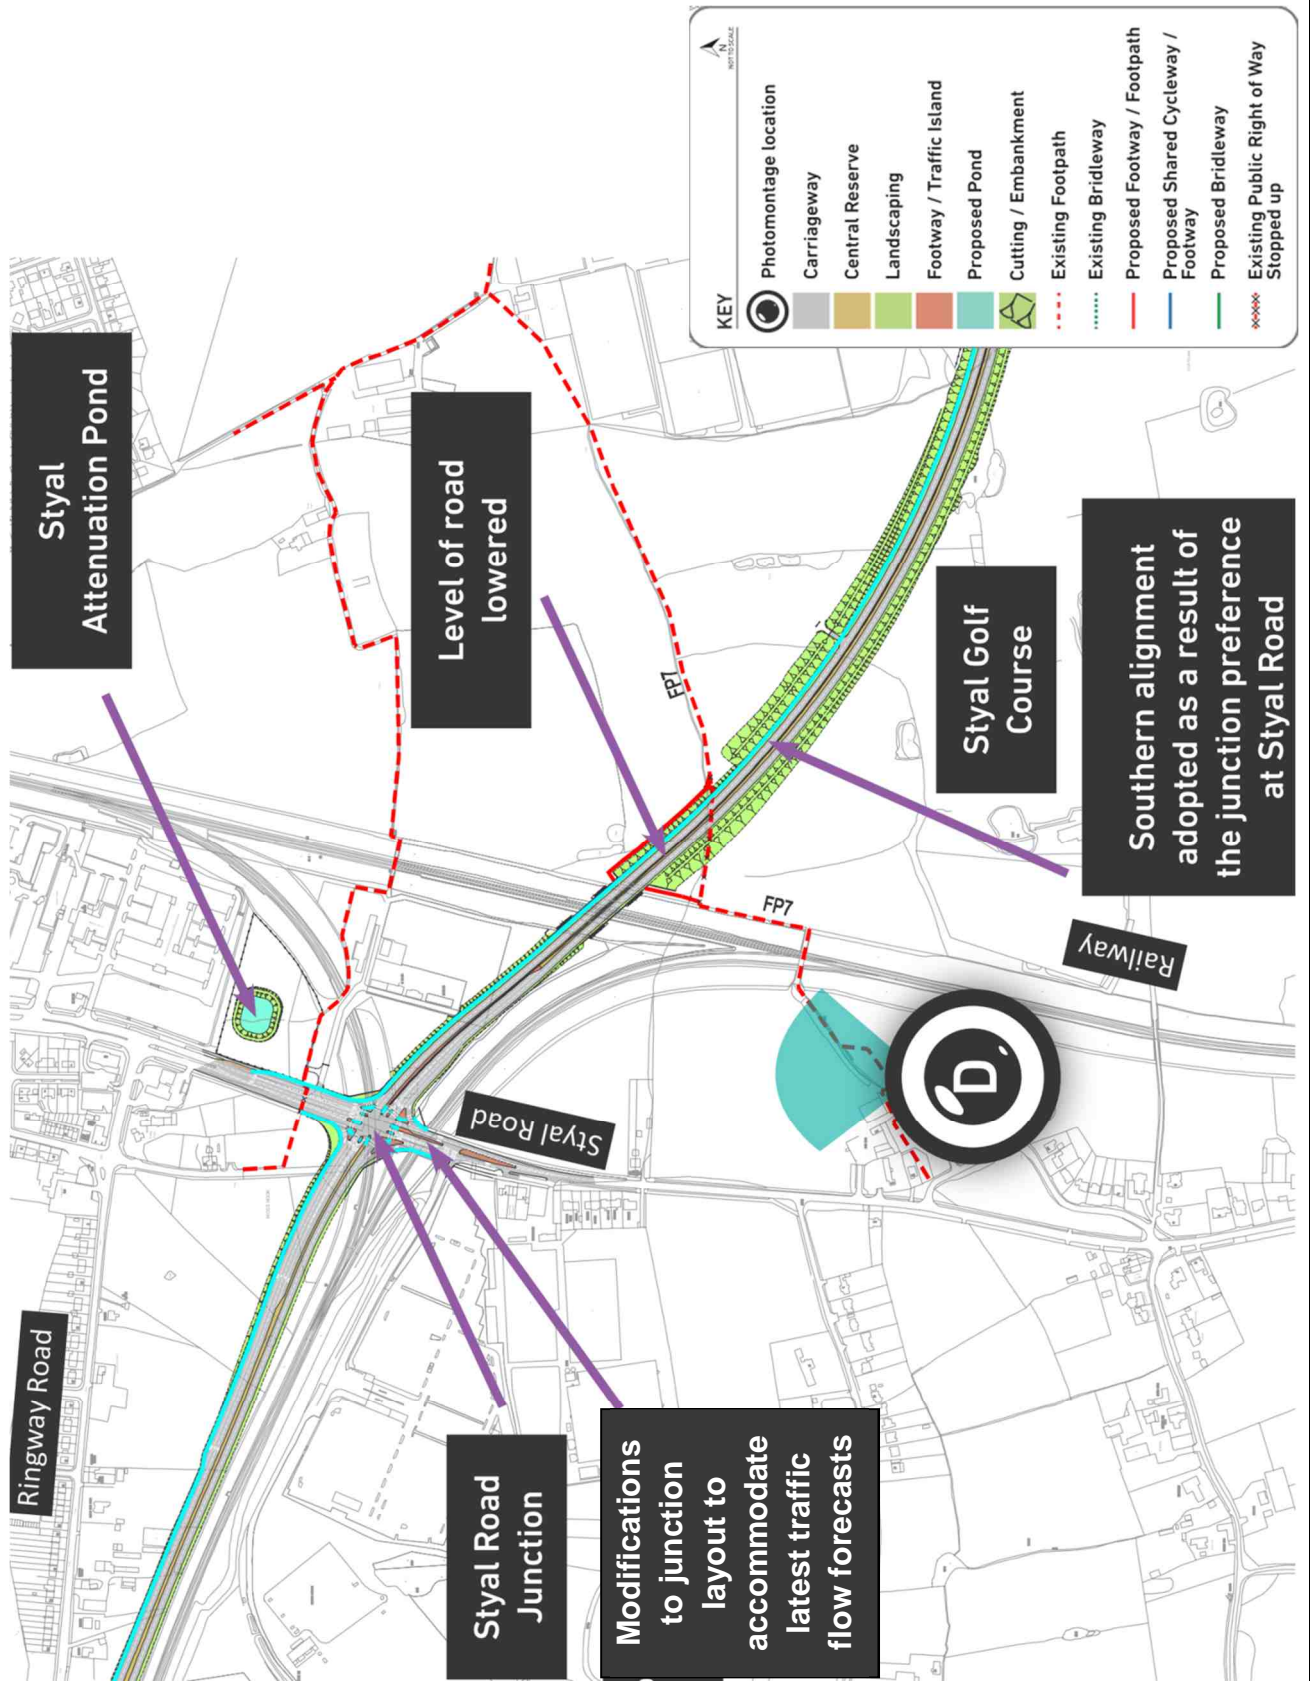 Ringway Road
Styal
Attenuation Pond
Styal Road
Junction
Modifications
to junction
layout to
accommodate
latest traffic
flow forecasts
Styal Road
Level of road
lowered
FP7
FP7
D
Railway
Styal Golf
Course
Southern alignment
adopted as a result of
the junction preference
at Styal Road
KEY
N
NOT TO SCALE
Photomontage location
Carriageway
Central Reserve
Landscaping
Footway / Traffic Island
Proposed Pond
Cutting / Embankment
Existing Footpath
Existing Bridleway
Proposed Footway / Footpath
Proposed Shared Cycleway /
Footway
Proposed Bridleway
Existing Public Right of Way
Stopped up